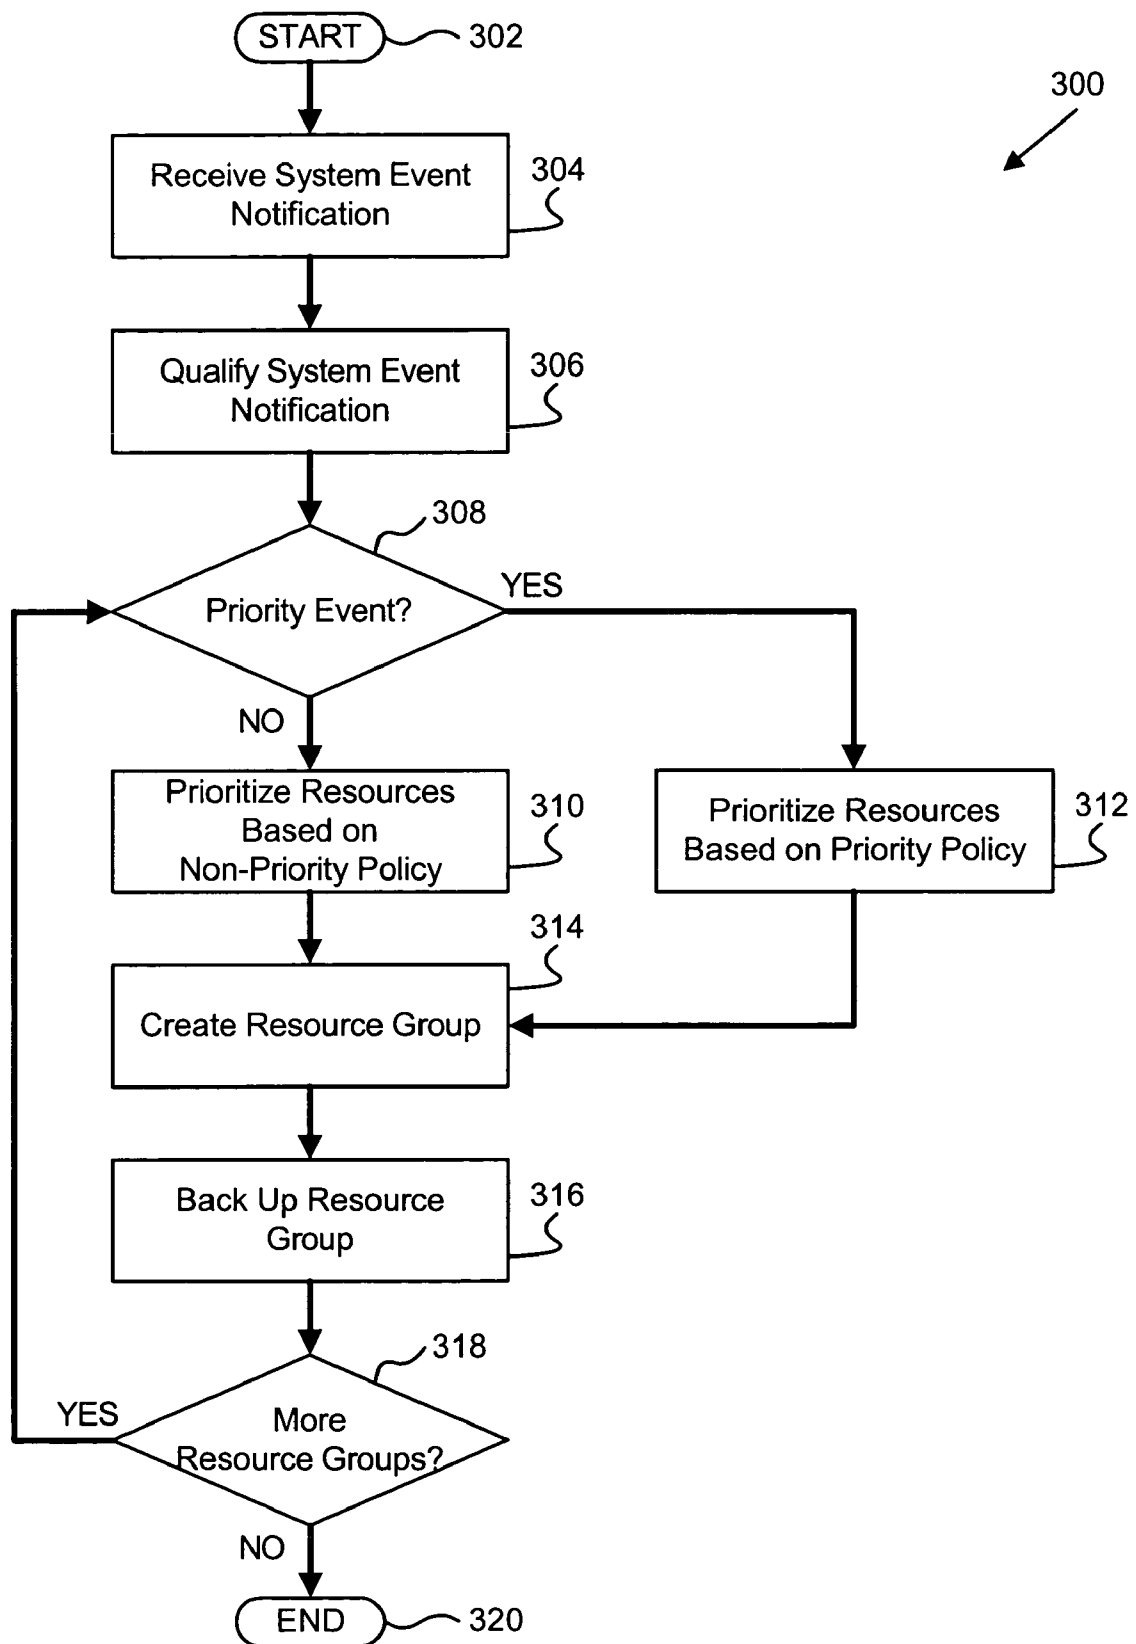 START
302
300
Receive System Event
Notification
304
Qualify System Event
Notification
306
308
Priority Event?
YES
NO
Prioritize Resources
Based on
Non-Priority Policy
310
Prioritize Resources
Based on Priority Policy
312
314
Create Resource Group
Back Up Resource
Group
316
318
More
Resource Groups?
YES
NO
END
320